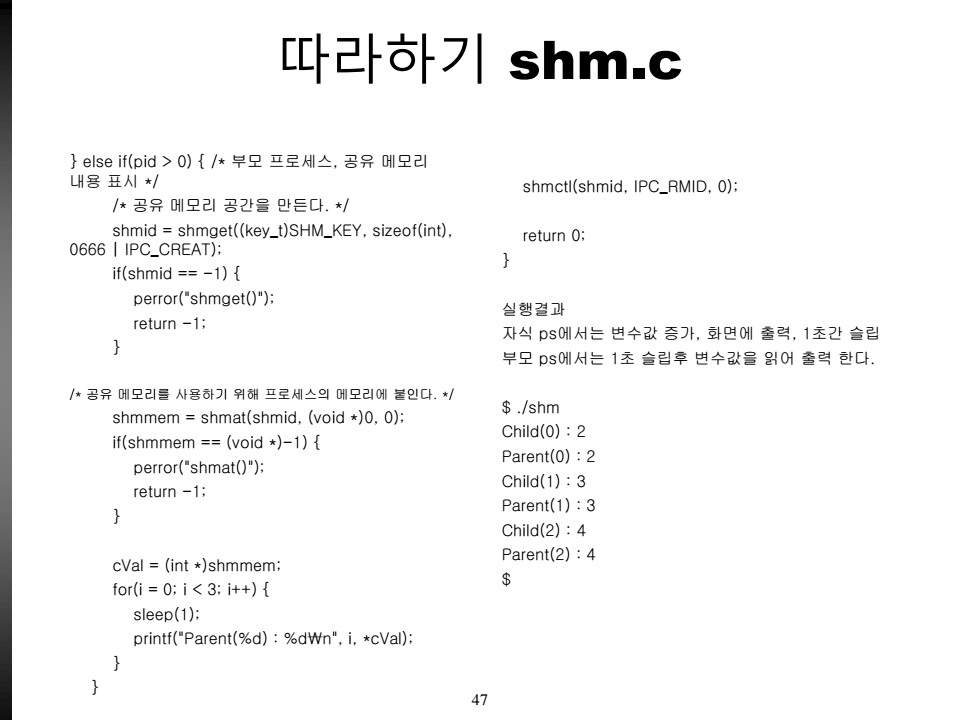 따라하기 shm.c
} else if(pid > 0) { /* 부모 프로세스, 공유 메모리
내용 표시 */
/* 공유 메모리 공간을 만든다. */
shmid = shmget((key_t)SHM_KEY, sizeof(int),
0666 | IPC_CREAT);
if(shmid == -1) {
perror("shmget()");
return -1;
}
/* 공유 메모리를 사용하기 위해 프로세스의 메모리에 붙인다. */
shmmem = shmat(shmid, (void *)0, 0);
if(shmmem == (void *)-1) {
perror("shmat()");
return -1;
}
cVal = (int *)shmmem;
for(i = 0; i < 3; i++) {
sleep(1);
printf("Parent(%d) : %d₩n", i, *cVal);
}
}
shmctl(shmid, IPC_RMID, 0);
return 0;
}
실행결과
자식 ps에서는 변수값 증가, 화면에 출력, 1초간 슬립
부모 ps에서는 1초 슬립후 변수값을 읽어 출력 한다.
$ ./shm
Child(0) : 2
Parent(0) : 2
Child(1) : 3
Parent(1) : 3
Child(2) : 4
Parent(2) : 4
$
47